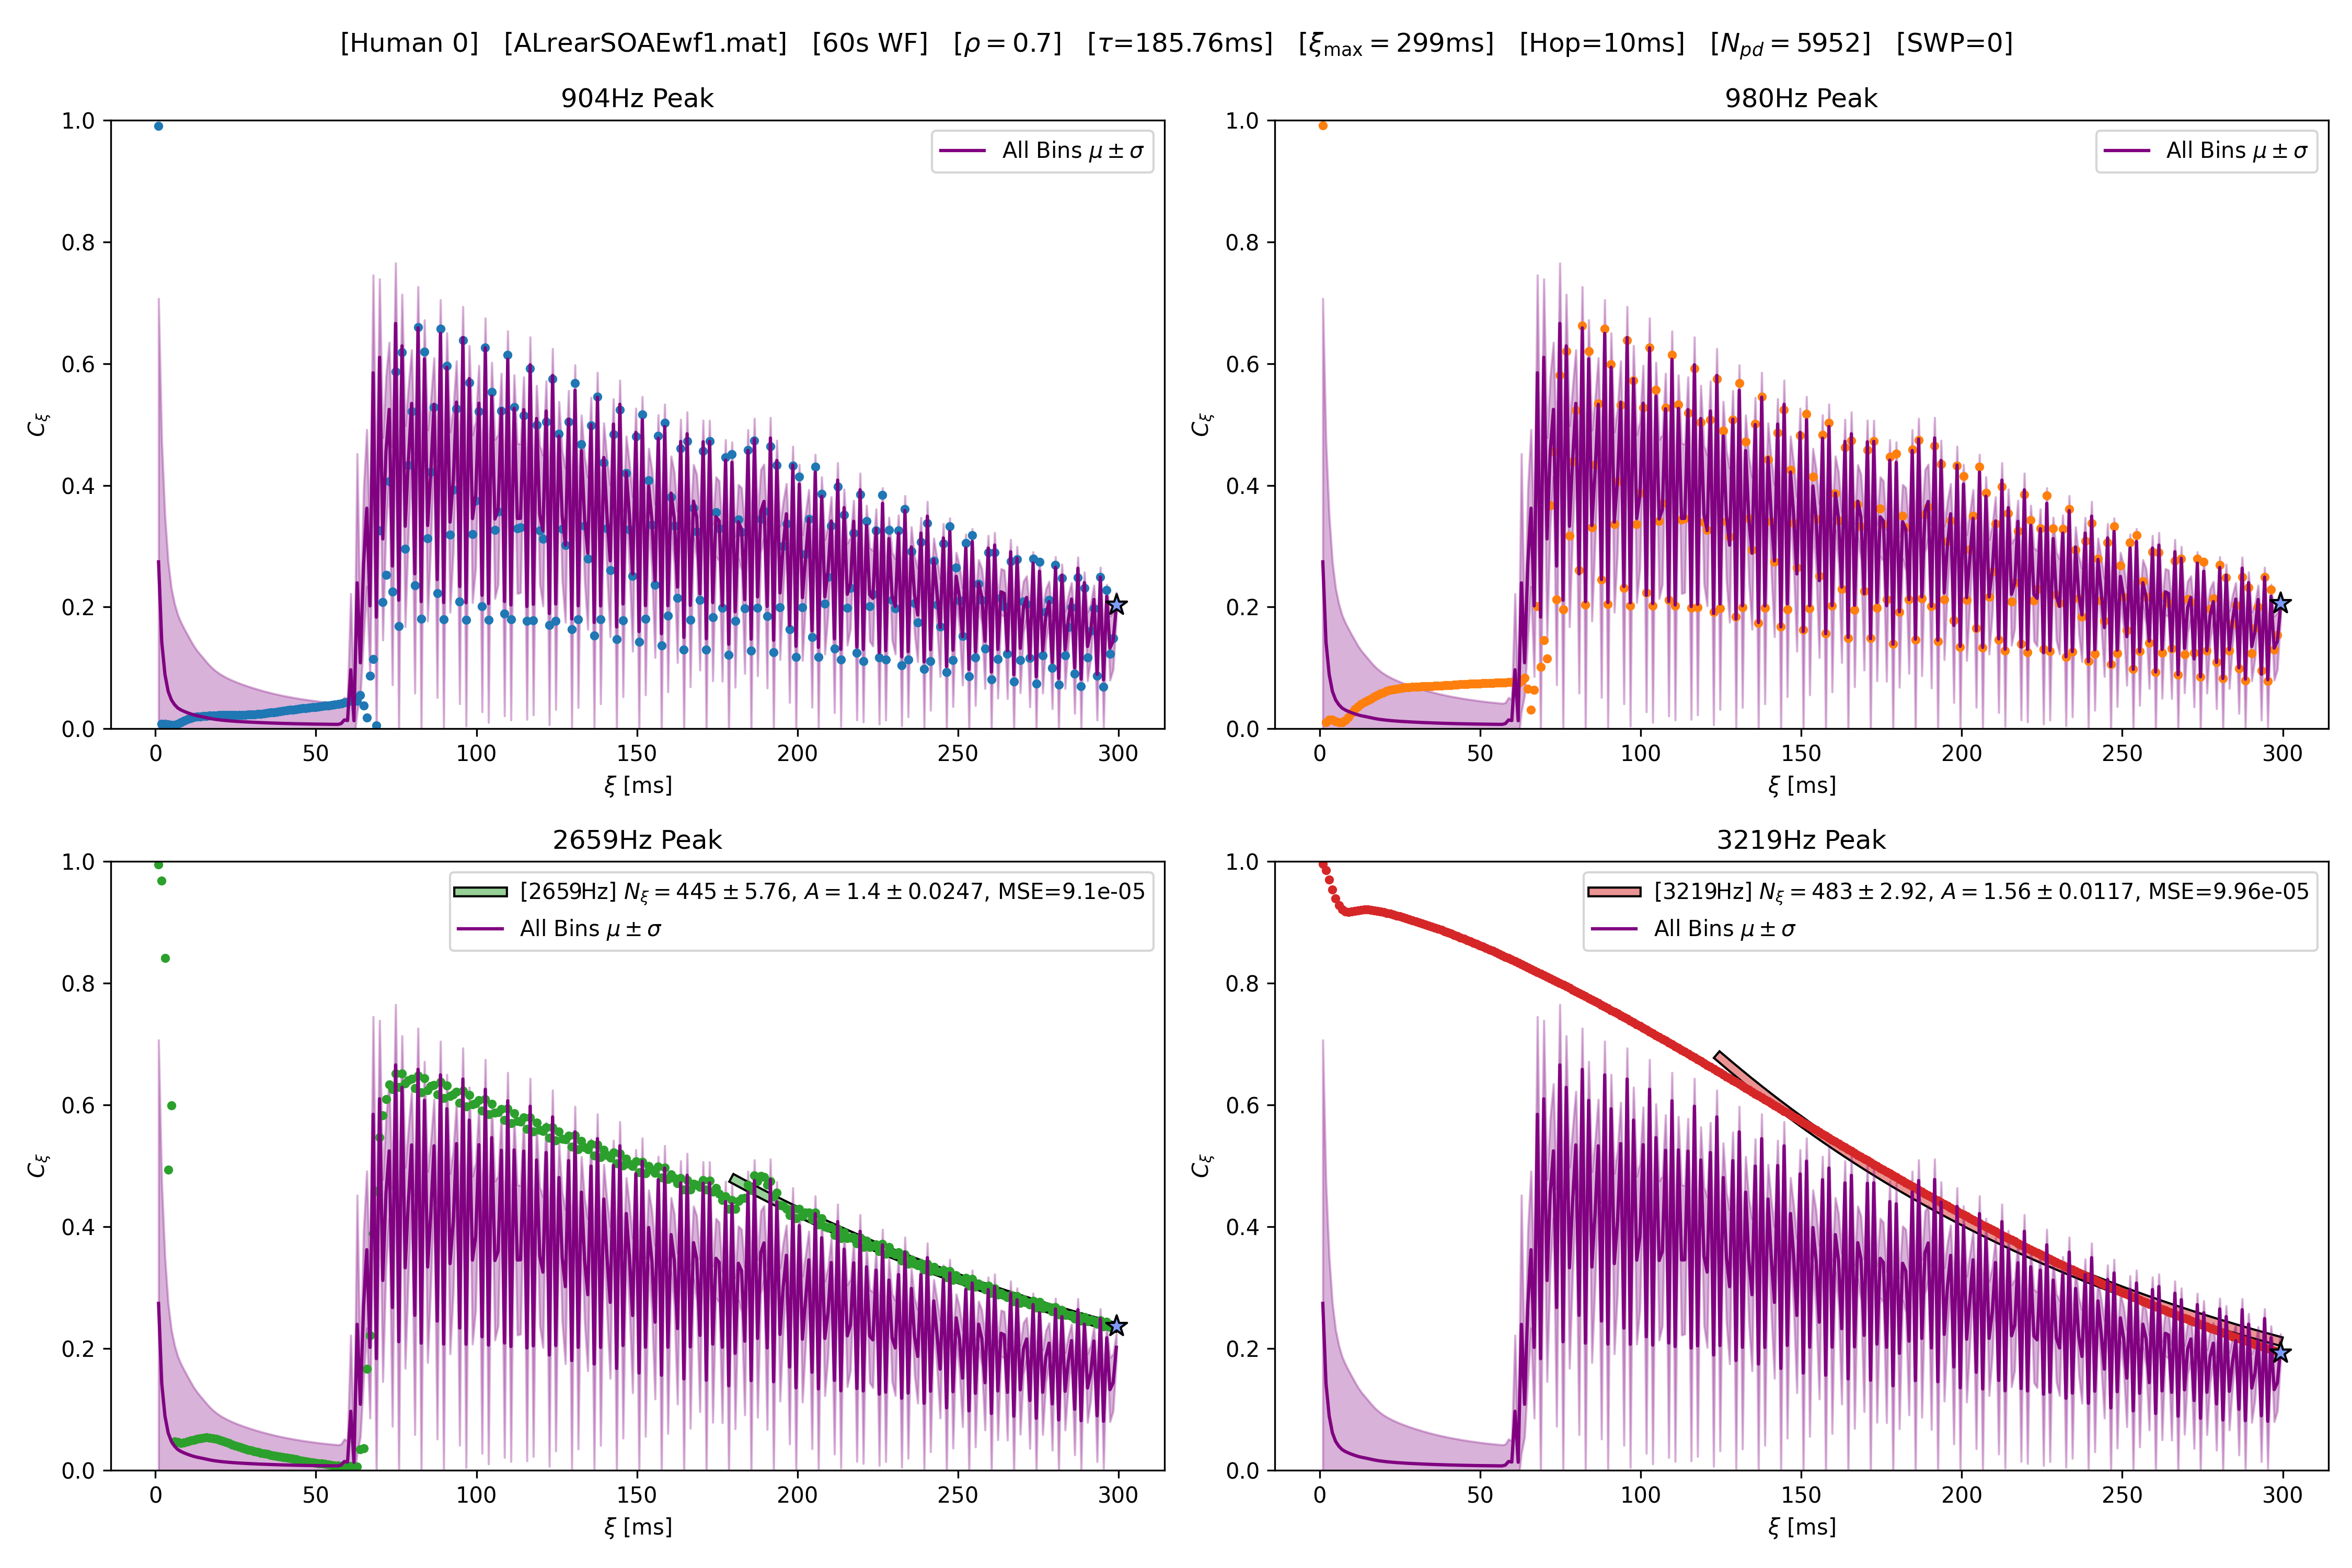 [Human 0]   [ALrearSOAEwf1.mat]   [60s WF]   [ρ = 0.7]   [τ=185.76ms]   [ξmax = 299ms]   [Hop=10ms]   [Npd = 5952]   [SWP=0]
904Hz Peak
1.0
0.8
0.6
0.4
0.2
0.0
Cξ
All Bins μ ± σ
0 50 100 150 200 250 300
ξ [ms]
980Hz Peak
1.0
0.8
0.6
0.4
0.2
0.0
Cξ
All Bins μ ± σ
0 50 100 150 200 250 300
ξ [ms]
2659Hz Peak
1.0
0.8
0.6
0.4
0.2
0.0
Cξ
[2659Hz] Nξ = 445 ± 5.76, A = 1.4 ± 0.0247, MSE=9.1e-05
All Bins μ ± σ
0 50 100 150 200 250 300
ξ [ms]
3219Hz Peak
1.0
0.8
0.6
0.4
0.2
0.0
Cξ
[3219Hz] Nξ = 483 ± 2.92, A = 1.56 ± 0.0117, MSE=9.96e-05
All Bins μ ± σ
0 50 100 150 200 250 300
ξ [ms]